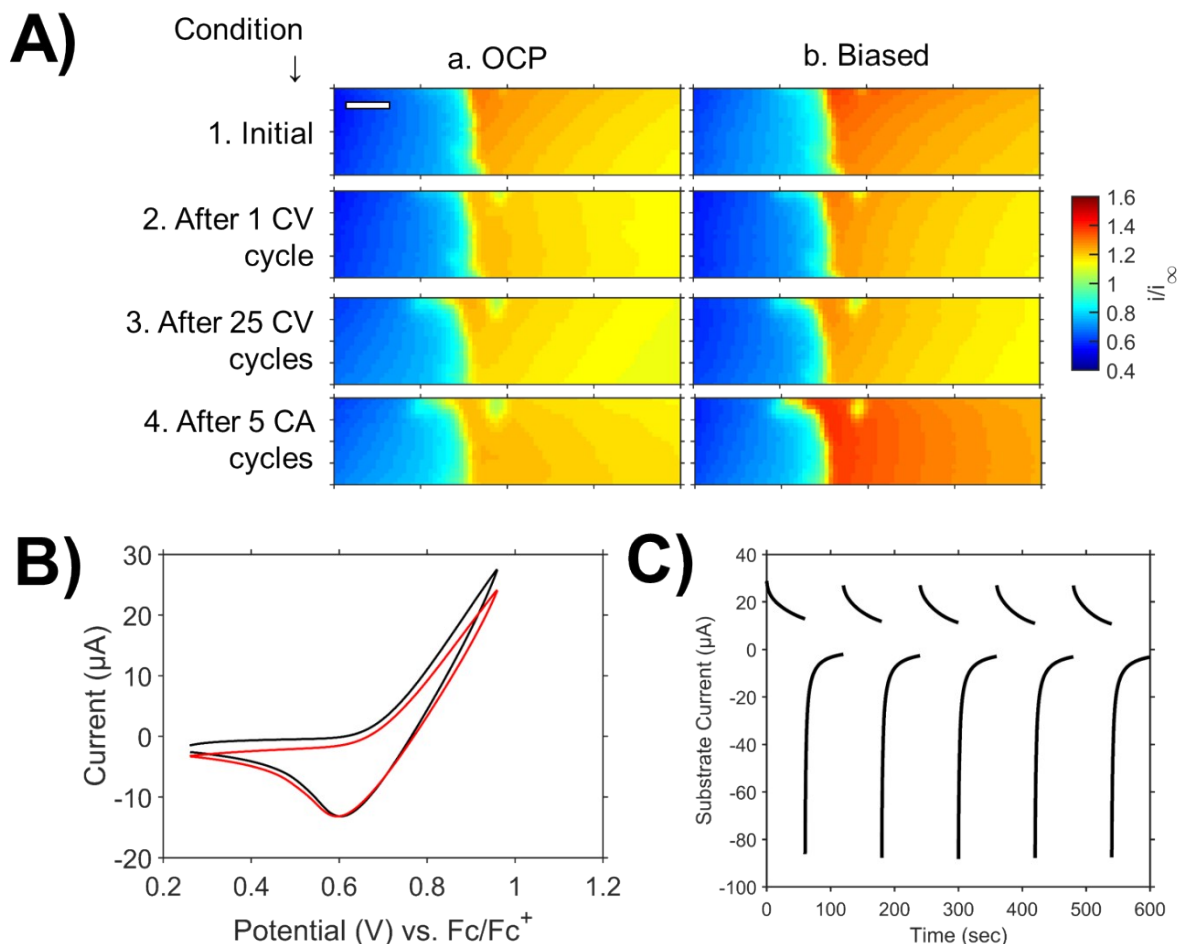 A)
Condition
↓
a. OCP
b. Biased
1. Initial
2. After 1 CV
cycle
3. After 25 CV
cycles
4. After 5 CA
cycles
1.6
1.4
1.2
1.0
0.8
0.6
0.4
i/i∞
B)
30
20
10
0
-10
-20
Current (µA)
0.2
0.4
0.6
0.8
1
1.2
Potential (V) vs. Fc/Fc+
C)
40
20
0
-20
-40
-60
-80
-100
Substrate Current (µA)
0
100
200
300
400
500
600
Time (sec)